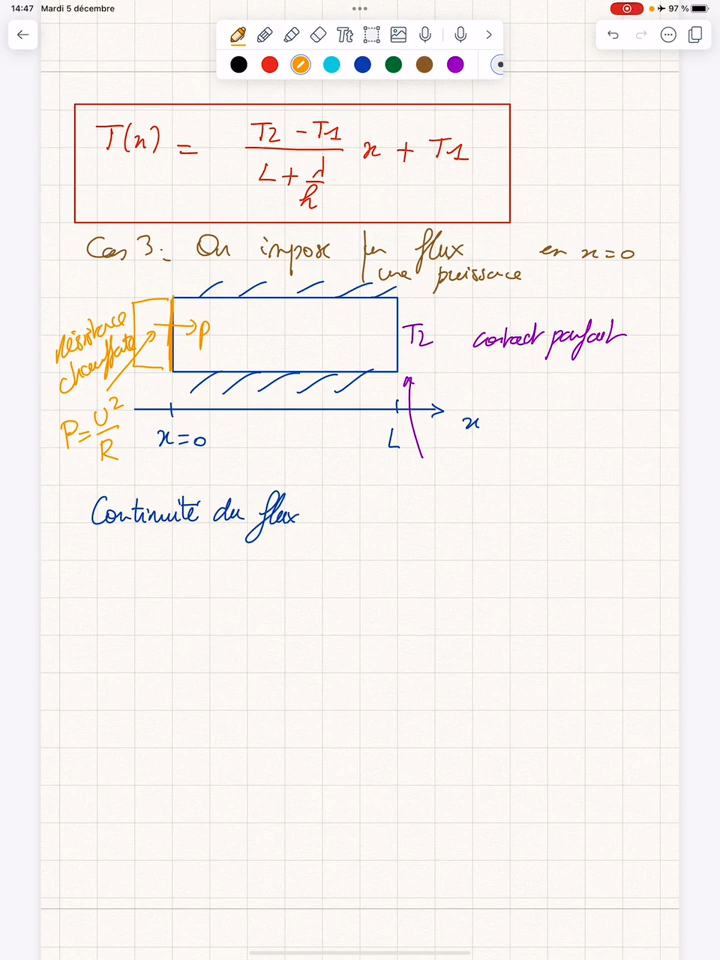 14:47 Mardi 5 décembre
97 %
T(x) = (T2 - T1) / (L + λ/h) x + T1
Cas 3 : On impose un flux en x=0
une puissance
Résistance
chauffante
P
T2 contact parfait
P = U²/R
x=0
L
x
Continuité du flux